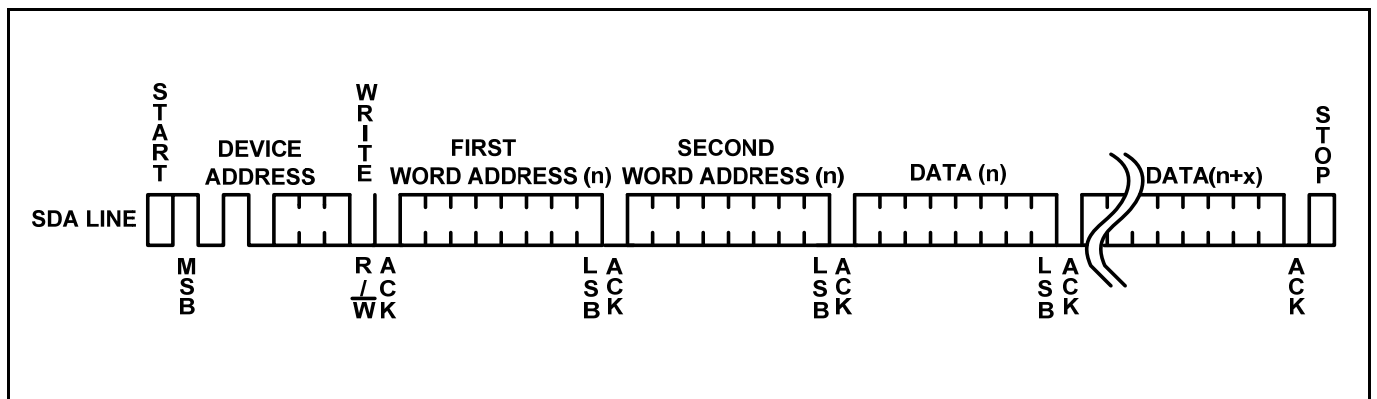 START
WRITE
STOP
DEVICE
ADDRESS
FIRST
WORD ADDRESS (n)
SECOND
WORD ADDRESS (n)
DATA (n)
DATA(n+x)
SDA LINE
MSB
R/W
ACK
LSB
ACK
LSB
ACK
LSB
ACK
ACK